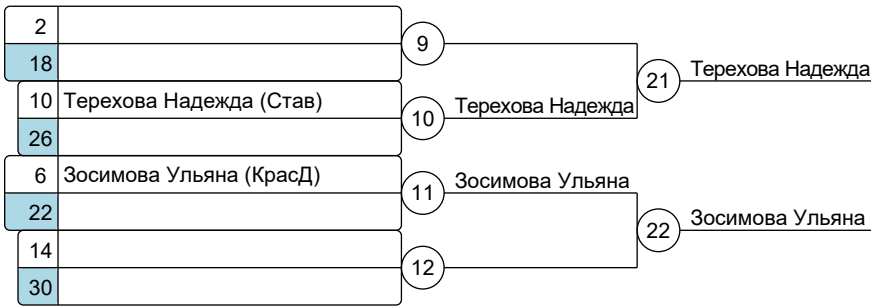 2
9
18
21 Терехова Надежда
10 Терехова Надежда (Став)
10 Терехова Надежда
26
6 Зосимова Ульяна (КрасД)
11 Зосимова Ульяна
22
22 Зосимова Ульяна
14
12
30